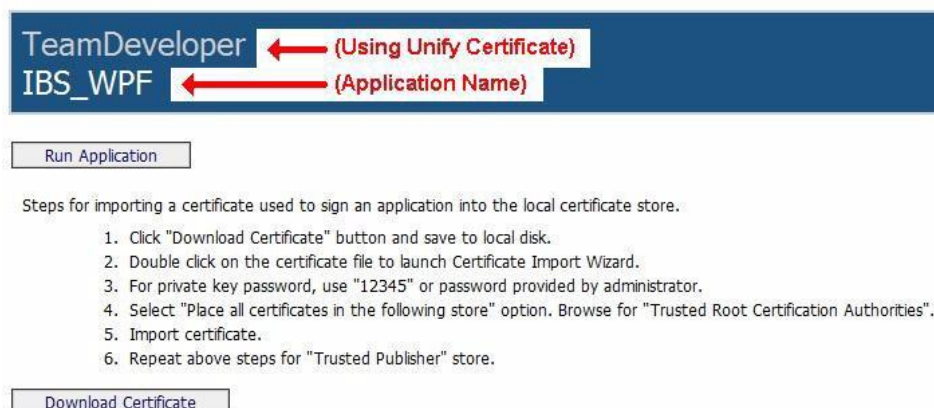 TeamDeveloper (Using Unify Certificate)
IBS_WPF (Application Name)
Run Application
Steps for importing a certificate used to sign an application into the local certificate store.
1. Click "Download Certificate" button and save to local disk.
2. Double click on the certificate file to launch Certificate Import Wizard.
3. For private key password, use "12345" or password provided by administrator.
4. Select "Place all certificates in the following store" option. Browse for "Trusted Root Certification Authorities".
5. Import certificate.
6. Repeat above steps for "Trusted Publisher" store.
Download Certificate